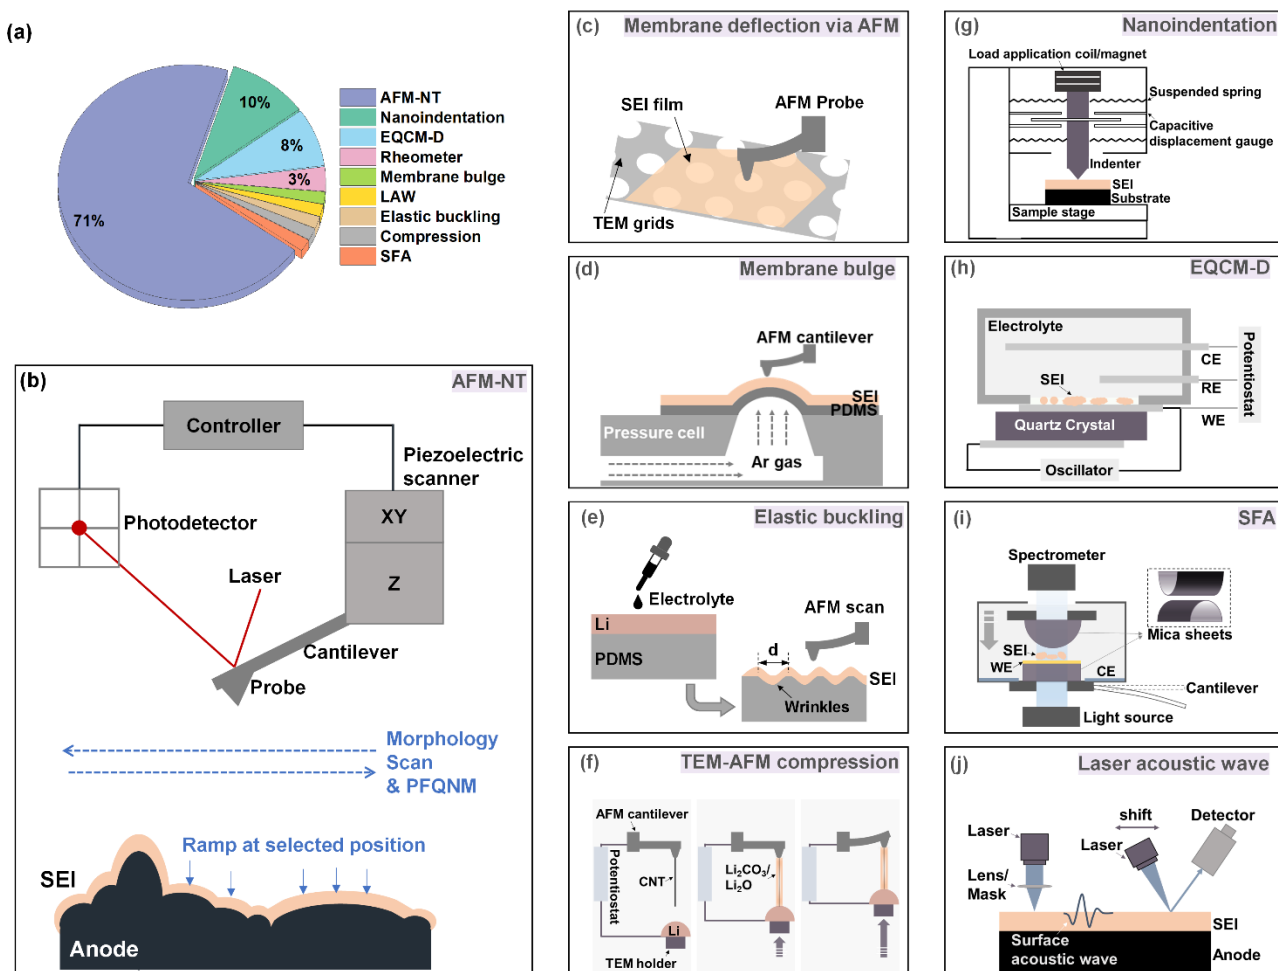 (a)
10%
8%
3%
71%
AFM-NT
Nanoindentation
EQCM-D
Rheometer
Membrane bulge
LAW
Elastic buckling
Compression
SFA
(b)
AFM-NT
Controller
Piezoelectric
scanner
XY
Z
Photodetector
Laser
Cantilever
Probe
Morphology
Scan
& PFQNM
Ramp at selected position
SEI
Anode
(c)
Membrane deflection via AFM
SEI film
AFM Probe
TEM grids
(d)
Membrane bulge
AFM cantilever
SEI
PDMS
Pressure cell
Ar gas
(e)
Elastic buckling
Electrolyte
Li
PDMS
AFM scan
d
SEI
Wrinkles
(f)
TEM-AFM compression
AFM cantilever
Potentiostat
CNT
Li
TEM holder
Li₂CO₃/
Li₂O
(g)
Nanoindentation
Load application coil/magnet
Suspended spring
Capacitive
displacement gauge
Indenter
SEI
Substrate
Sample stage
(h)
EQCM-D
Electrolyte
CE
RE
WE
Potentiostat
SEI
Quartz Crystal
Oscillator
(i)
SFA
Spectrometer
Mica sheets
SEI
WE
CE
Cantilever
Light source
(j)
Laser acoustic wave
shift
Detector
Laser
Laser
Lens/
Mask
SEI
Surface
acoustic wave
Anode